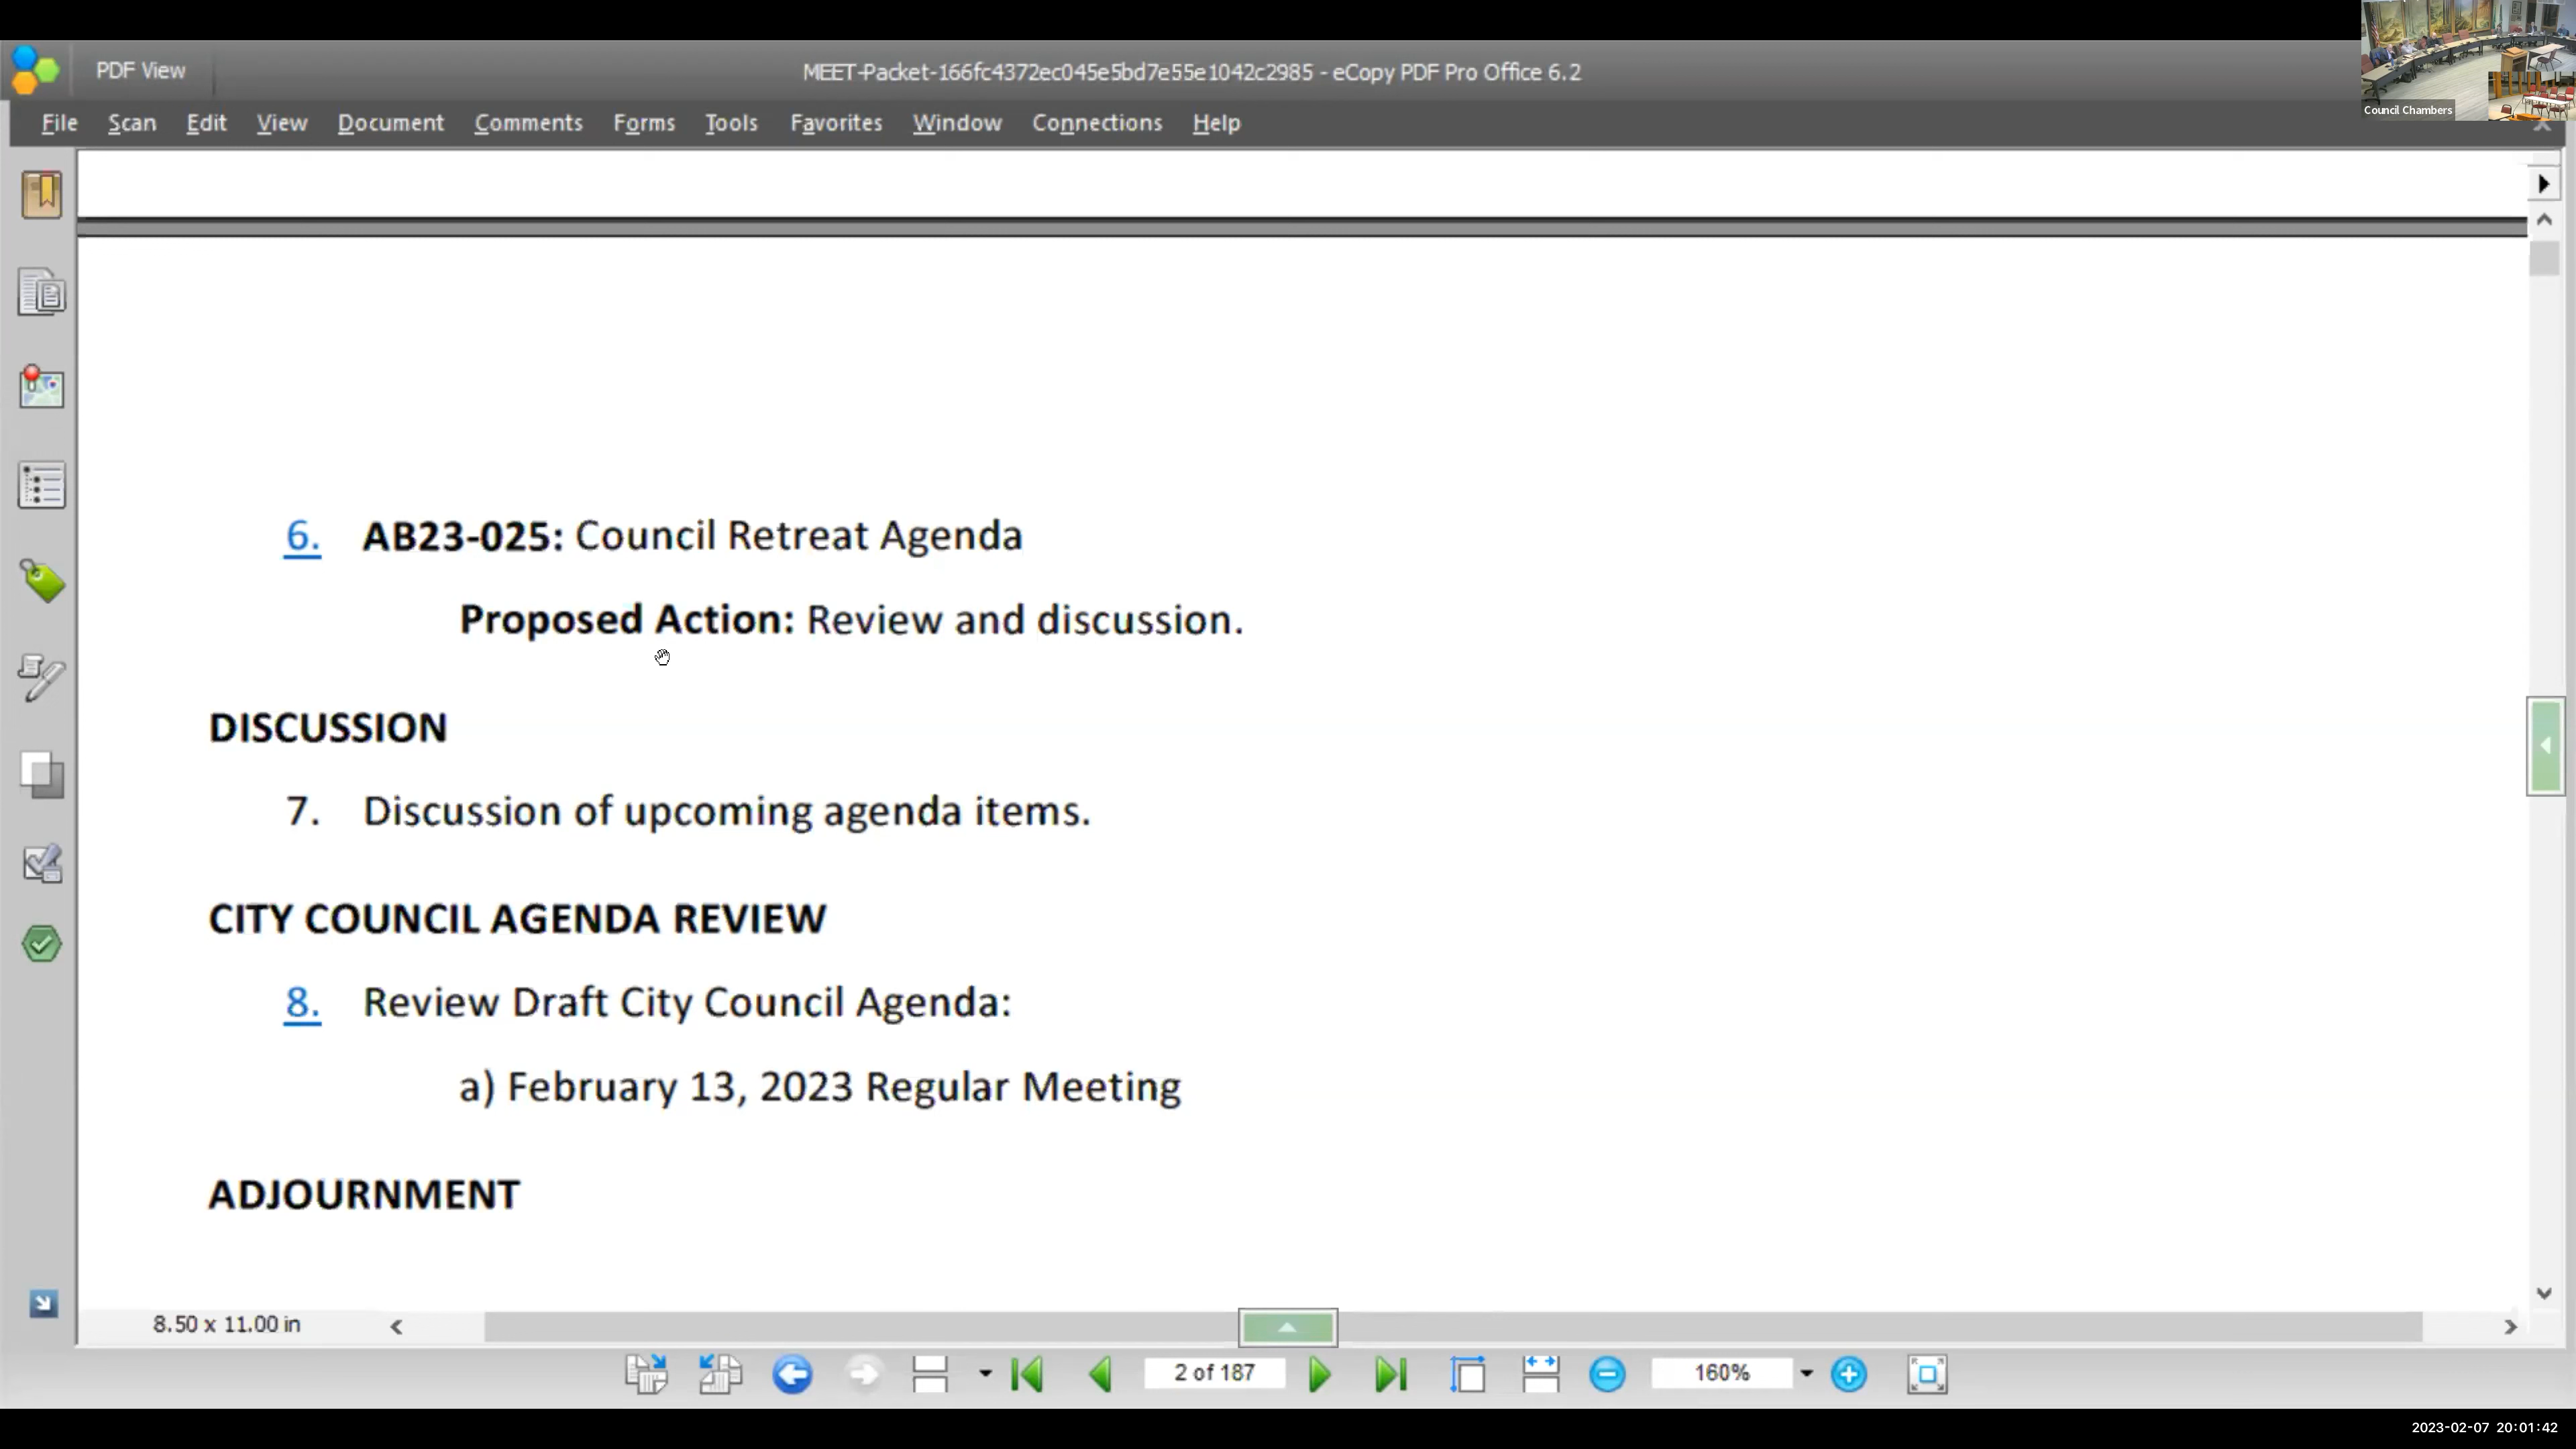 PDF View
MEET-Packet-166fc4372ec045e5bd7e55e1042c2985 - eCopy PDF Pro Office 6.2
Council Chambers
File Scan Edit View Document Comments Forms Tools Favorites Window Connections Help
6. AB23-025: Council Retreat Agenda
Proposed Action: Review and discussion.
DISCUSSION
7. Discussion of upcoming agenda items.
CITY COUNCIL AGENDA REVIEW
8. Review Draft City Council Agenda:
a) February 13, 2023 Regular Meeting
ADJOURNMENT
8.50 x 11.00 in
2 of 187
160%
2023-02-07 20:01:42